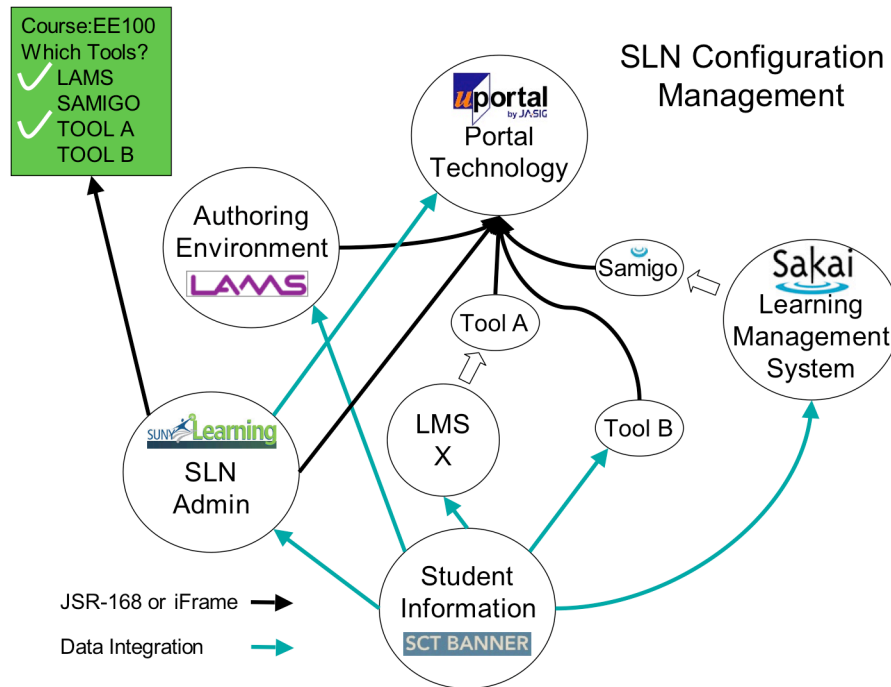 Course:EE100
Which Tools?
LAMS
SAMIGO
TOOL A
TOOL B
SLN Configuration
Management
uportal
by JASIG
Portal
Technology
Authoring
Environment
LAMS
Samigo
Sakai
Learning
Management
System
Tool A
SUNY Learning
SLN
Admin
LMS
X
Tool B
Student
Information
SCT BANNER
JSR-168 or iFrame
Data Integration